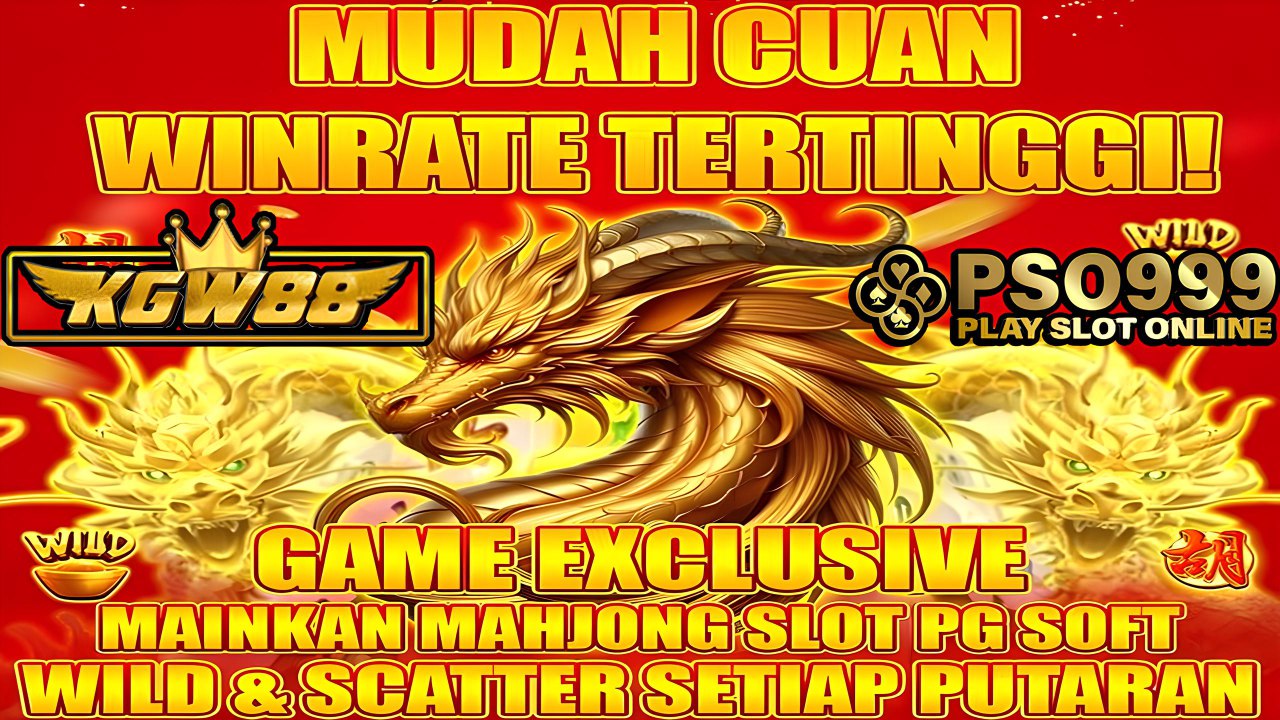 MUDAH CUAN
WINRATE TERTINGGI!
WILD
KGW88
PSO999
PLAY SLOT ONLINE
WILD
胡
GAME EXCLUSIVE
MAINKAN MAHJONG SLOT PG SOFT
WILD & SCATTER SETIAP PUTARAN